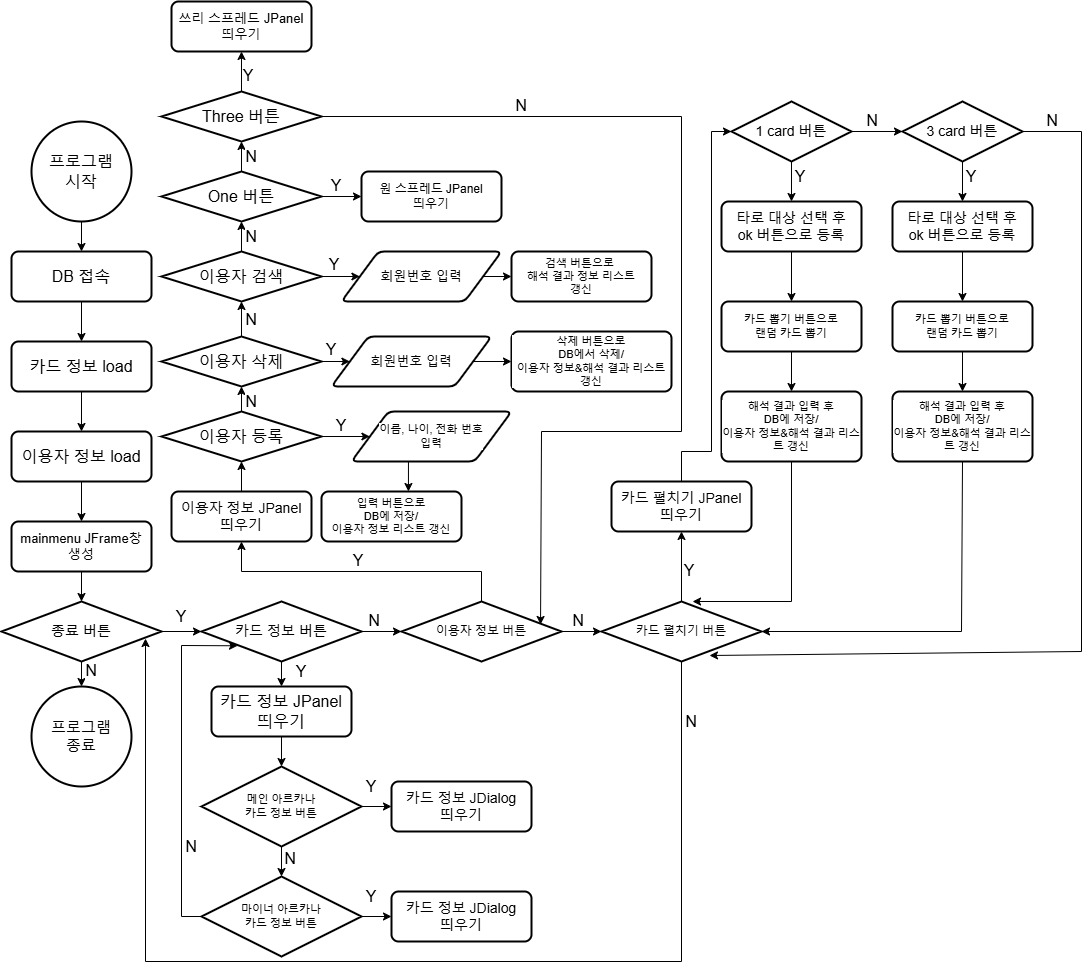 쓰리 스프레드 JPanel
띄우기
Y
Three 버튼
N
N
One 버튼
Y
원 스프레드 JPanel
띄우기
N
이용자 검색
Y
회원번호 입력
검색 버튼으로
해석 결과 정보 리스트
갱신
N
이용자 삭제
Y
회원번호 입력
삭제 버튼으로
DB에서 삭제/
이용자 정보&해석 결과 리스트
갱신
N
이용자 등록
Y
이름, 나이, 전화 번호
입력
입력 버튼으로
DB에 저장/
이용자 정보 리스트 갱신
이용자 정보 JPanel
띄우기
Y
프로그램
시작
DB 접속
카드 정보 load
이용자 정보 load
mainmenu JFrame창
생성
종료 버튼
Y
N
프로그램
종료
카드 정보 버튼
N
Y
이용자 정보 버튼
N
카드 펼치기 버튼
Y
N
카드 펼치기 JPanel
띄우기
1 card 버튼
N
Y
타로 대상 선택 후
ok 버튼으로 등록
카드 뽑기 버튼으로
랜덤 카드 뽑기
해석 결과 입력 후
DB에 저장/
이용자 정보&해석 결과 리스
트 갱신
3 card 버튼
N
Y
타로 대상 선택 후
ok 버튼으로 등록
카드 뽑기 버튼으로
랜덤 카드 뽑기
해석 결과 입력 후
DB에 저장/
이용자 정보&해석 결과 리스
트 갱신
카드 정보 JPanel
띄우기
메인 아르카나
카드 정보 버튼
Y
카드 정보 JDialog
띄우기
N
N
마이너 아르카나
카드 정보 버튼
Y
카드 정보 JDialog
띄우기